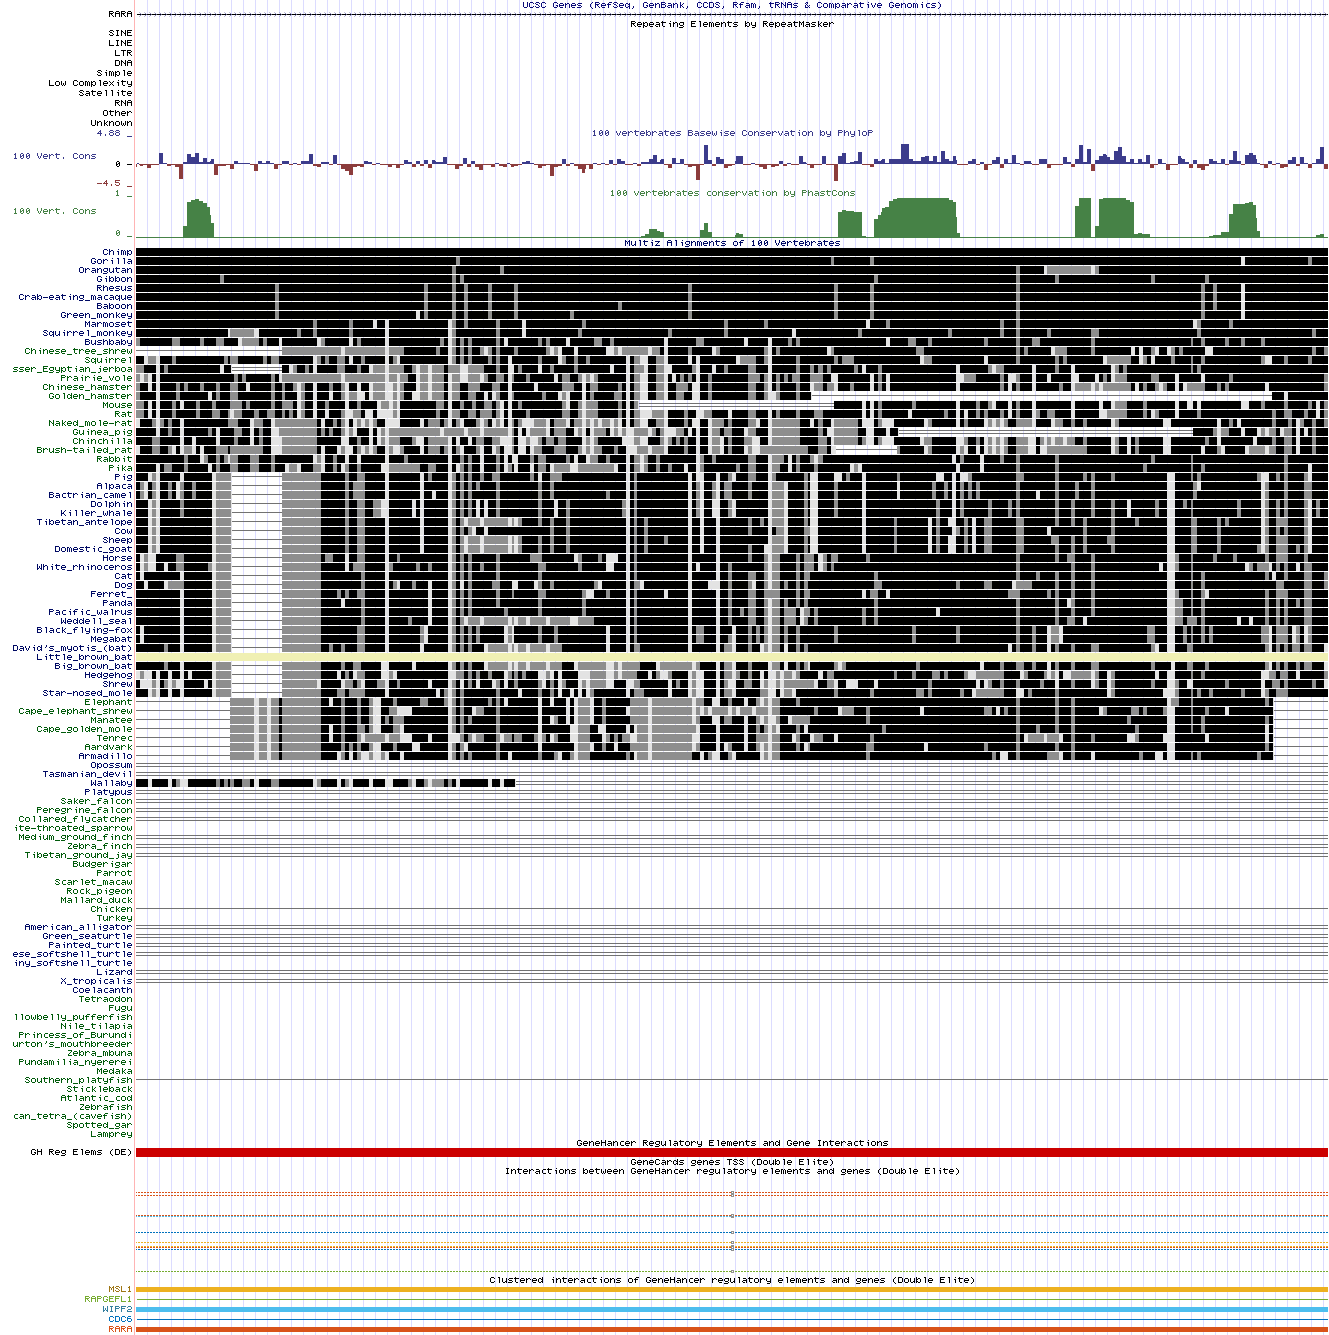 UCSC Genes (RefSeq, GenBank, CCDS, Rfam, tRNAs & Comparative Genomics)
RARA
Repeating Elements by RepeatMasker
SINE
LINE
LTR
DNA
Simple
Low Complexity
Satellite
RNA
Other
Unknown
4.88 _
100 vertebrates Basewise Conservation by PhyloP
100 Vert. Cons
0 -
-4.5 _
1 _
100 vertebrates conservation by PhastCons
100 Vert. Cons
0 _
Multiz Alignments of 100 Vertebrates
Chimp
Gorilla
Orangutan
Gibbon
Rhesus
Crab-eating_macaque
Baboon
Green_monkey
Marmoset
Squirrel_monkey
Bushbaby
Chinese_tree_shrew
Squirrel
sser_Egyptian_jerboa
Prairie_vole
Chinese_hamster
Golden_hamster
Mouse
Rat
Naked_mole-rat
Guinea_pig
Chinchilla
Brush-tailed_rat
Rabbit
Pika
Pig
Alpaca
Bactrian_camel
Dolphin
Killer_whale
Tibetan_antelope
Cow
Sheep
Domestic_goat
Horse
White_rhinoceros
Cat
Dog
Ferret_
Panda
Pacific_walrus
Weddell_seal
Black_flying-fox
Megabat
David's_myotis_(bat)
Little_brown_bat
Big_brown_bat
Hedgehog
Shrew
Star-nosed_mole
Elephant
Cape_elephant_shrew
Manatee
Cape_golden_mole
Tenrec
Aardvark
Armadillo
Opossum
Tasmanian_devil
Wallaby
Platypus
Saker_falcon
Peregrine_falcon
Collared_flycatcher
ite-throated_sparrow
Medium_ground_finch
Zebra_finch
Tibetan_ground_jay
Budgerigar
Parrot
Scarlet_macaw
Rock_pigeon
Mallard_duck
Chicken
Turkey
American_alligator
Green_seaturtle
Painted_turtle
ese_softshell_turtle
iny_softshell_turtle
Lizard
X_tropicalis
Coelacanth
Tetraodon
Fugu
llowbelly_pufferfish
Nile_tilapia
Princess_of_Burundi
urton's_mouthbreeder
Zebra_mbuna
Pundamilia_nyererei
Medaka
Southern_platyfish
Stickleback
Atlantic_cod
Zebrafish
can_tetra_(cavefish)
Spotted_gar
Lamprey
GeneHancer Regulatory Elements and Gene Interactions
GH Reg Elems (DE)
GeneCards genes TSS (Double Elite)
Interactions between GeneHancer regulatory elements and genes (Double Elite)
Clustered interactions of GeneHancer regulatory elements and genes (Double Elite)
MSL1
RAPGEFL1
WIPF2
CDC6
RARA